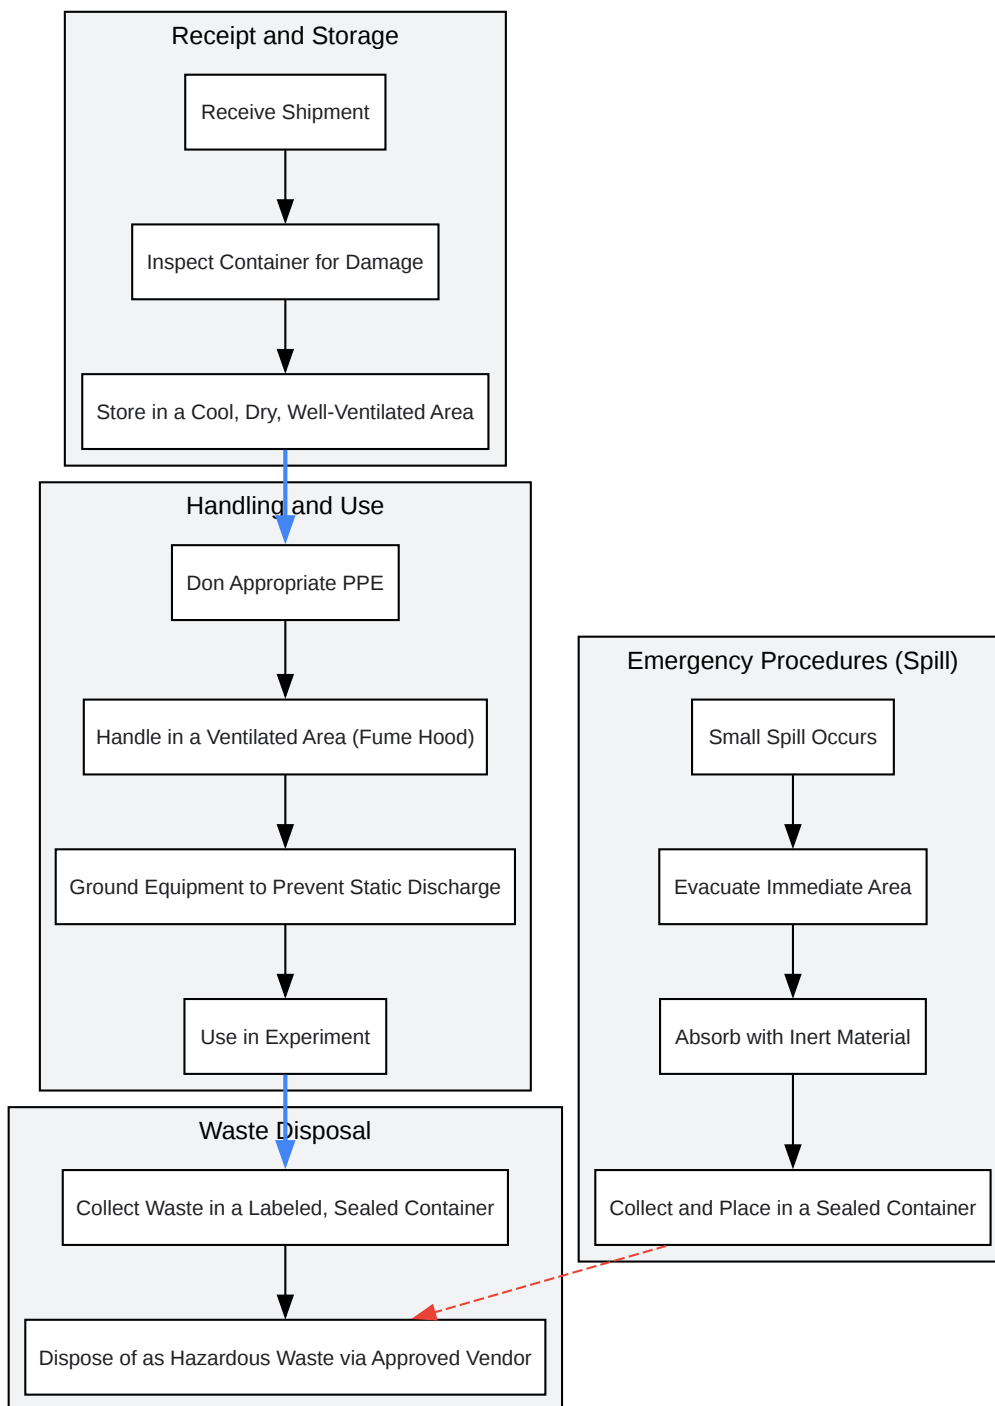 Receipt and Storage
Receive Shipment
Inspect Container for Damage
Store in a Cool, Dry, Well-Ventilated Area
Handling and Use
Don Appropriate PPE
Handle in a Ventilated Area (Fume Hood)
Ground Equipment to Prevent Static Discharge
Use in Experiment
Waste Disposal
Collect Waste in a Labeled, Sealed Container
Dispose of as Hazardous Waste via Approved Vendor
Emergency Procedures (Spill)
Small Spill Occurs
Evacuate Immediate Area
Absorb with Inert Material
Collect and Place in a Sealed Container